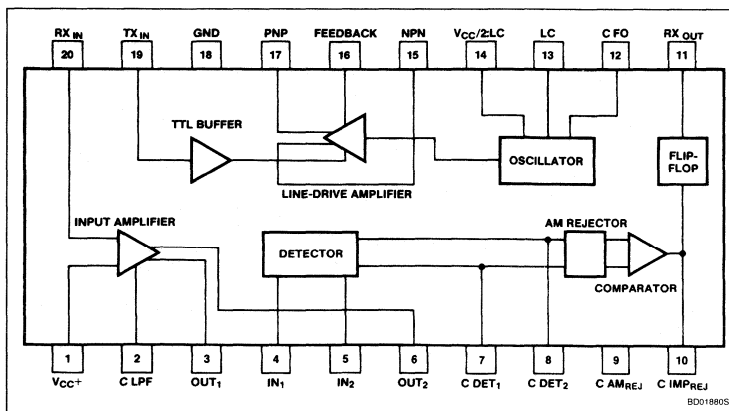 RX IN TX IN GND PNP FEEDBACK NPN VCC/2:LC LC C FO RX OUT
20 19 18 17 16 15 14 13 12 11
TTL BUFFER
OSCILLATOR
FLIP-
FLOP
LINE-DRIVE AMPLIFIER
INPUT AMPLIFIER
AM REJECTOR
DETECTOR
COMPARATOR
1 2 3 4 5 6 7 8 9 10
VCC+ C LPF OUT1 IN1 IN2 OUT2 C DET1 C DET2 C AMREJ C IMPREJ
BD01880S